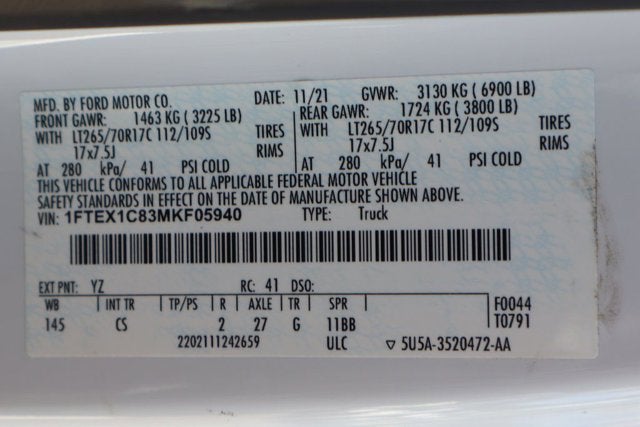 MFD. BY FORD MOTOR CO. DATE: 11/21 GVWR: 3130 KG ( 6900 LB)
FRONT GAWR: 1463 KG ( 3225 LB) REAR GAWR: 1724 KG ( 3800 LB)
WITH LT265/70R17C 112/109S TIRES LT265/70R17C 112/109S TIRES
17x7.5J RIMS WITH 17x7.5J RIMS
AT 280 kPa/ 41 PSI COLD AT 280 kPa/ 41 PSI COLD
THIS VEHICLE CONFORMS TO ALL APPLICABLE FEDERAL MOTOR VEHICLE
SAFETY STANDARDS IN EFFECT ON THE DATE OF MANUFACTURE SHOWN ABOVE.
VIN: 1FTEX1C83MKF05940 TYPE: Truck
EXT PNT: YZ RC: 41 DSO:
WB INT TR TP/PS R AXLE TR SPR F0044
145 CS 2 27 G 11BB T0791
2202111242659 ULC ▽ 5U5A-3520472-AA